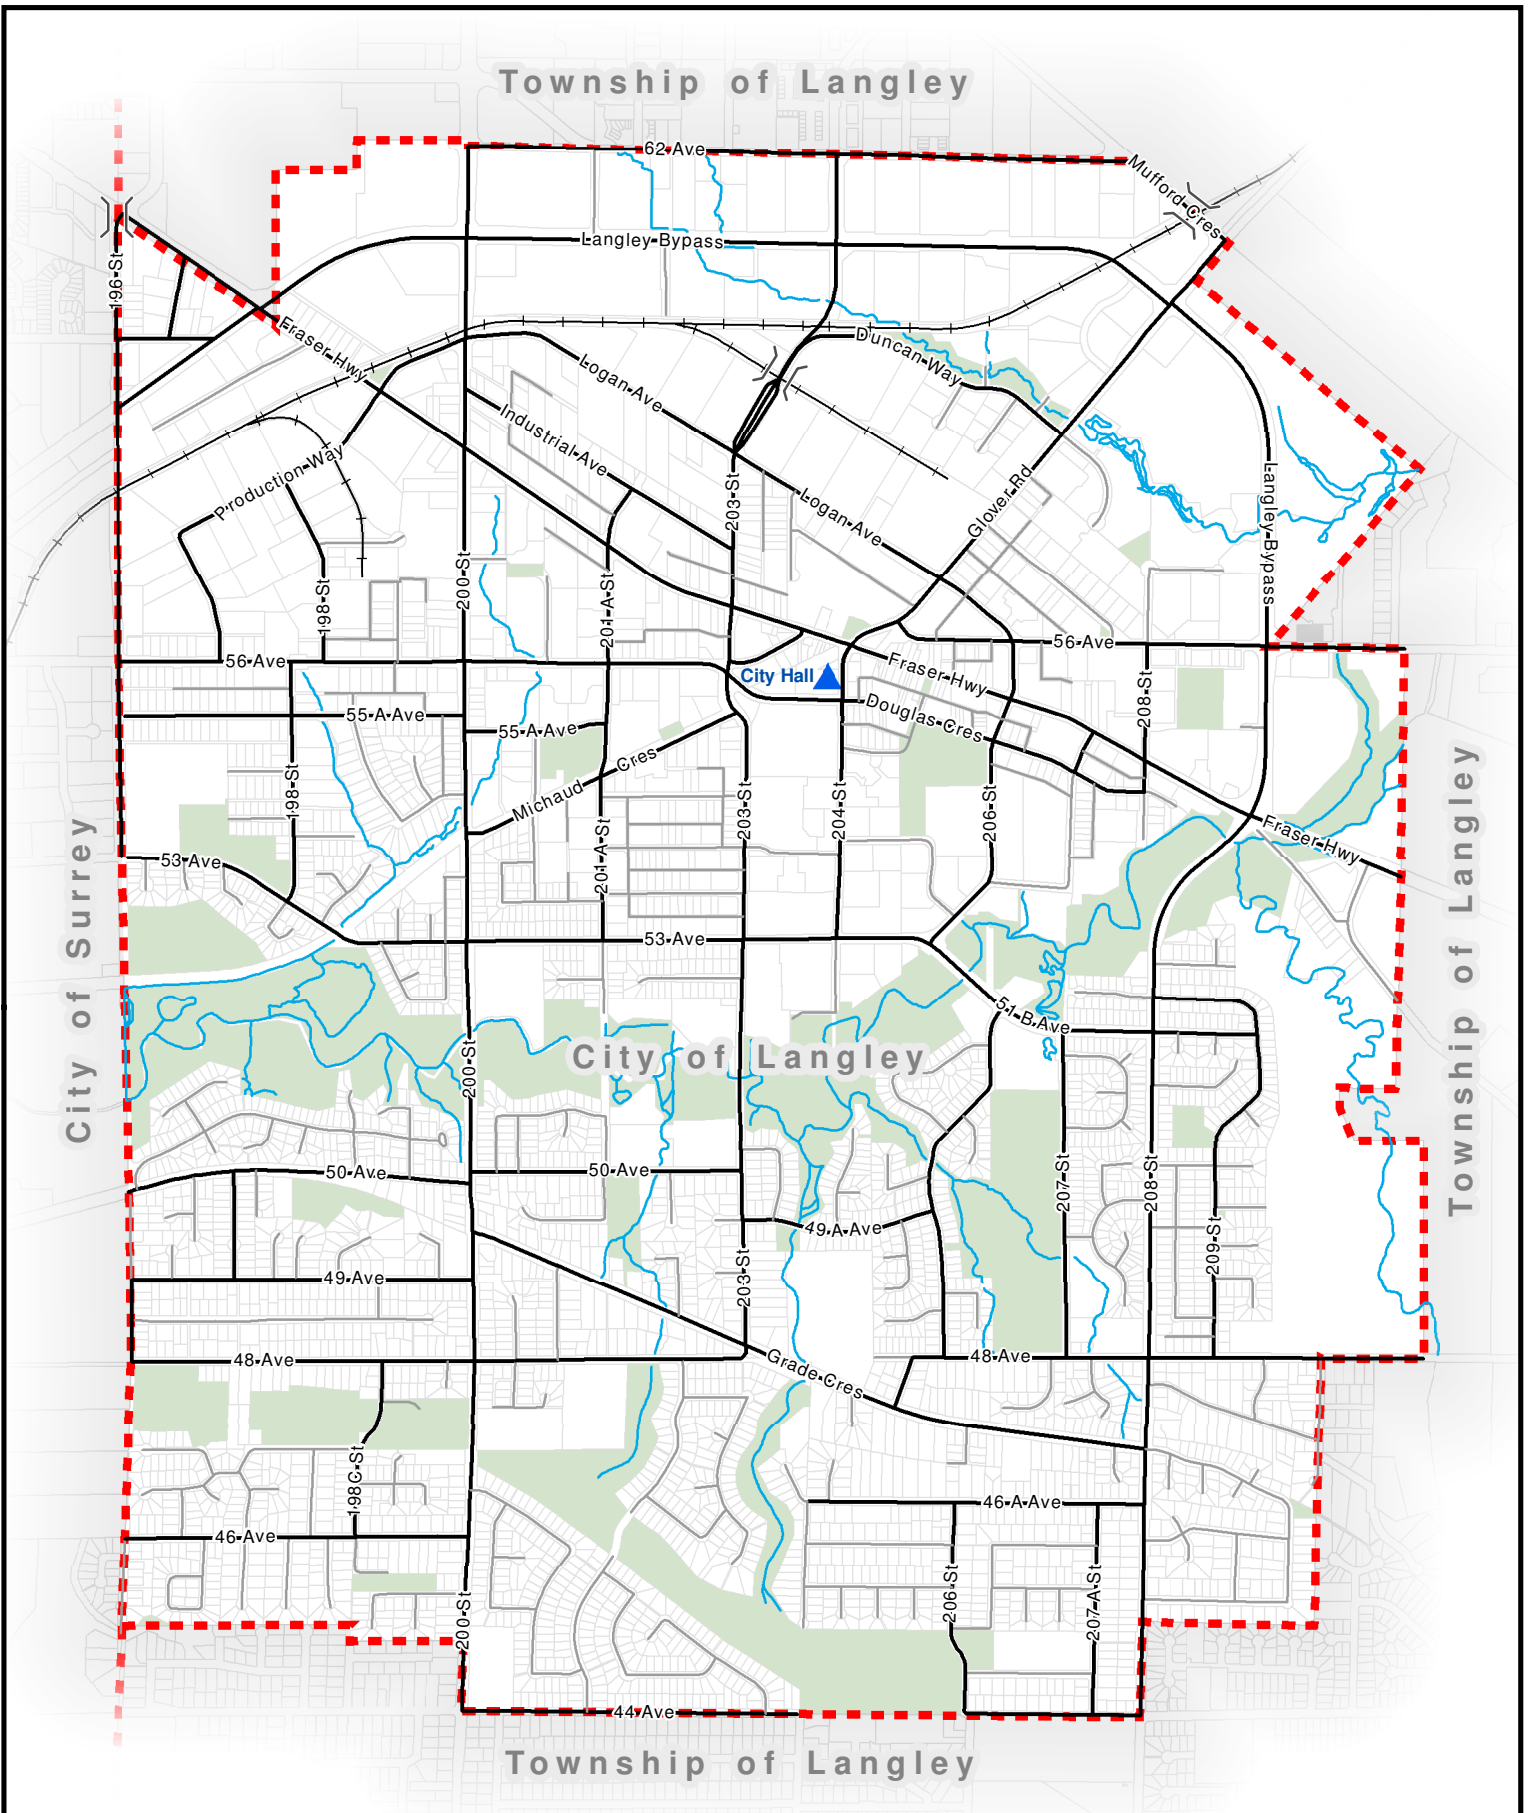 Township of Langley
62 Ave
Mufford Cres
Langley Bypass
196 St
Fraser Hwy
Duncan Way
Logan Ave
Industrial Ave
Production Way
203 St
Logan Ave
Glover Rd
Langley Bypass
200 St
198 St
201 A St
56 Ave
56 Ave
City Hall
Fraser Hwy
208 St
55 A Ave
55 A Ave
Douglas Cres
Michaud Cres
198 St
203 St
204 St
206 St
Fraser Hwy
53 Ave
201 A St
53 Ave
City of Surrey
Township of Langley
51 B Ave
City of Langley
200 St
50 Ave
50 Ave
207 St
208 St
49 A Ave
209 St
49 Ave
203 St
48 Ave
Grade Cres
48 Ave
198 C St
46 A Ave
46 Ave
200 St
206 St
207 A St
44 Ave
Township of Langley